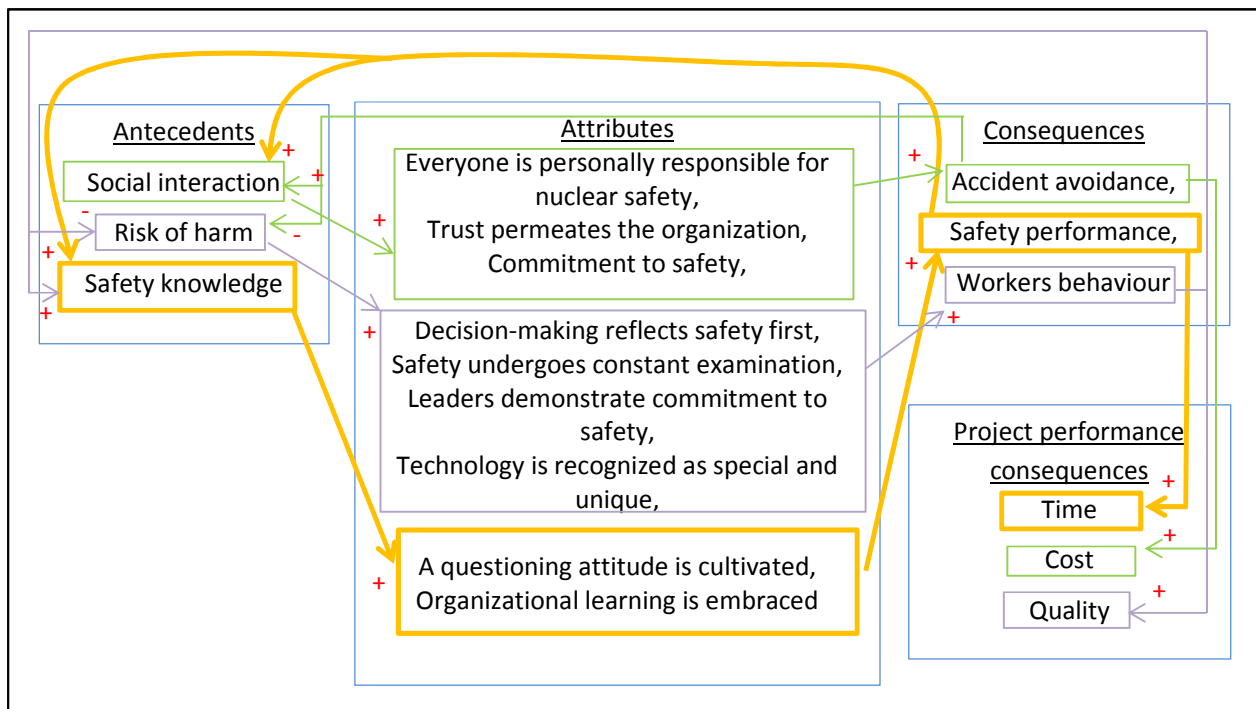 Antecedents
+
Social interaction
+
-
Risk of harm
-
+
Safety knowledge
+
Attributes
Everyone is personally responsible for
nuclear safety,
Trust permeates the organization,
Commitment to safety,
+
Decision-making reflects safety first,
Safety undergoes constant examination,
Leaders demonstrate commitment to
safety,
Technology is recognized as special and
unique,
+
A questioning attitude is cultivated,
Organizational learning is embraced
+
Consequences
+
Accident avoidance,
Safety performance,
+
Workers behaviour
+
Project performance
consequences
+
Time
+
Cost
+
Quality